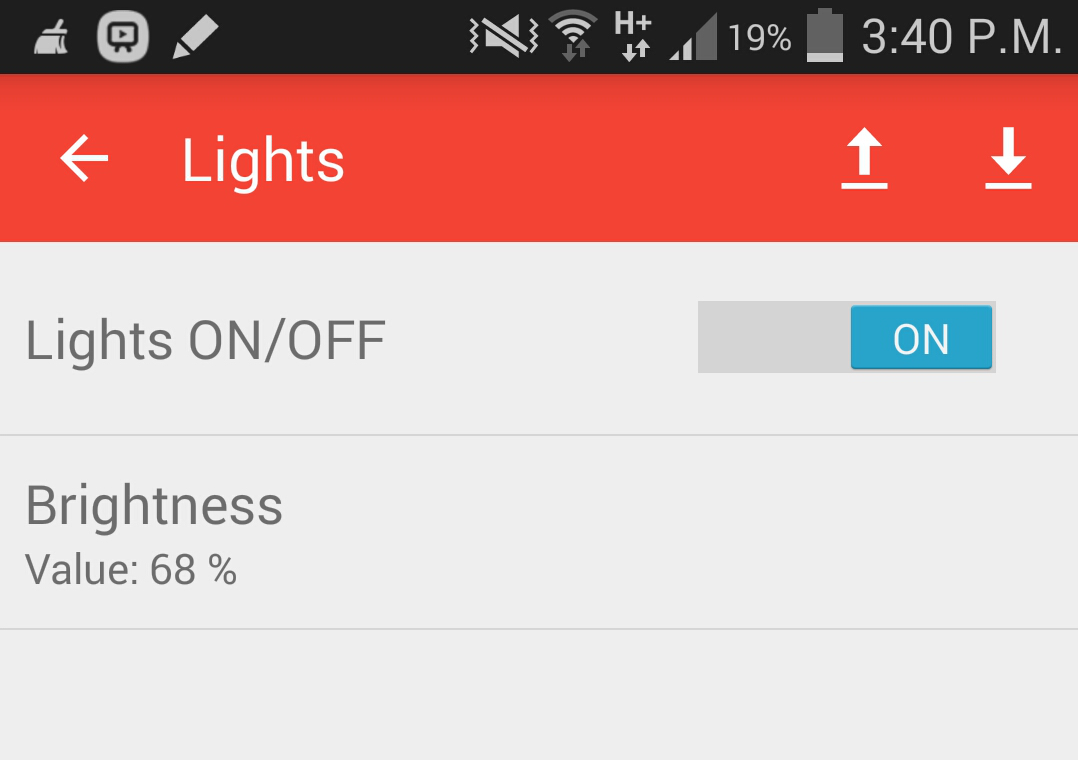 H+ 19% 3:40 P.M.
Lights
Lights ON/OFF ON
Brightness
Value: 68 %